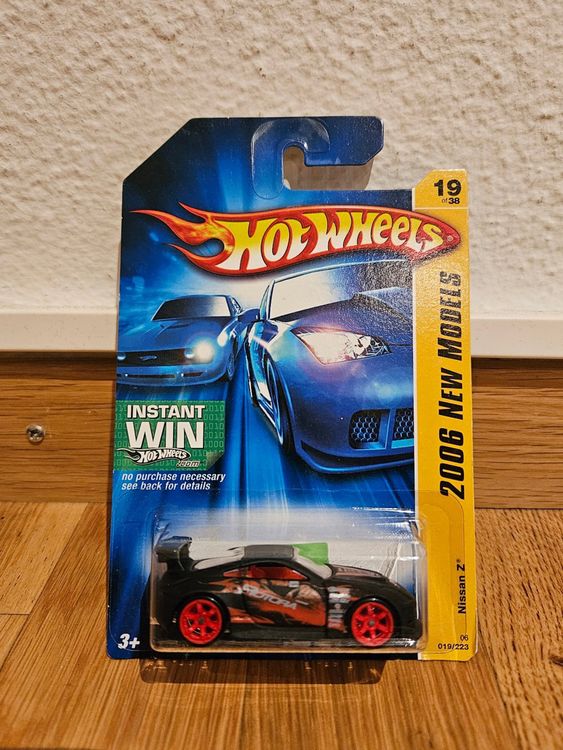 19
of 38
HOT WHEELS
2006 NEW MODELS
INSTANT
WIN
HOT WHEELS
.com
no purchase necessary
see back for details
Nissan Z®
3+
06
019/223